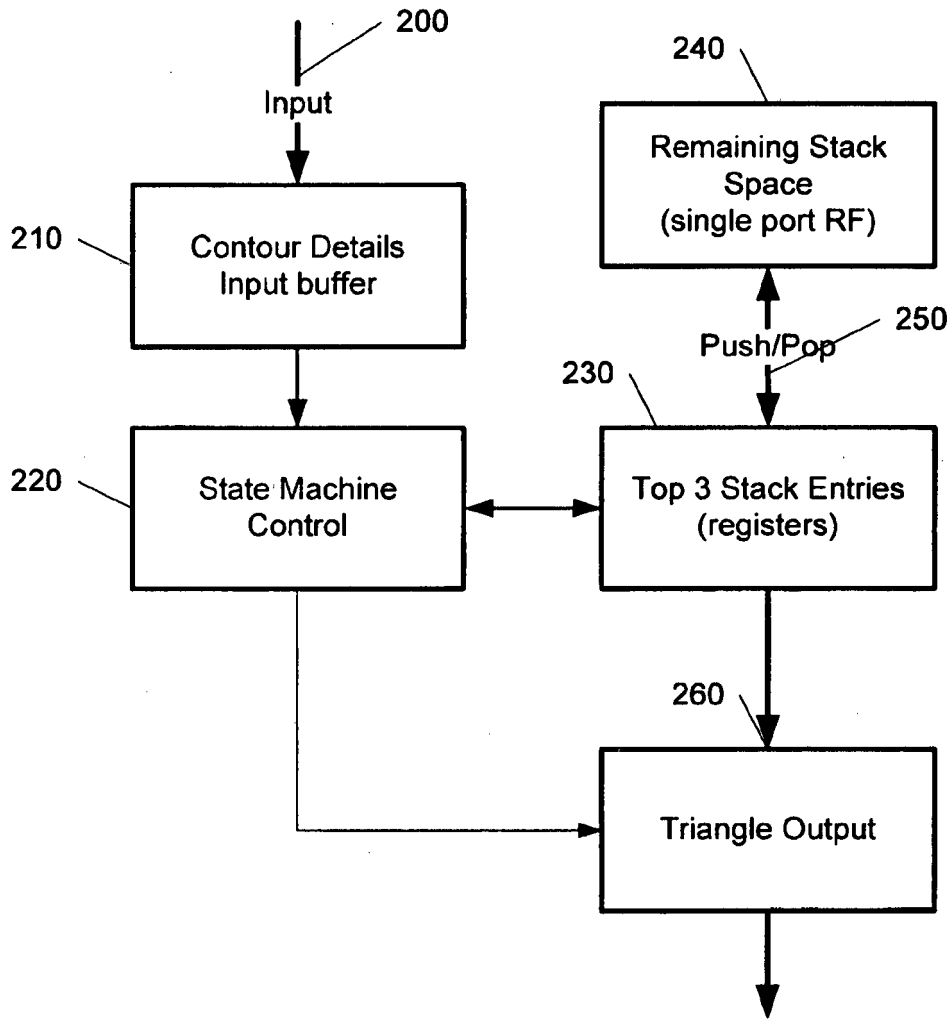 200
Input
240
Remaining Stack
Space
(single port RF)
210
Contour Details
Input buffer
250
Push/Pop
230
220
State Machine
Control
Top 3 Stack Entries
(registers)
260
Triangle Output